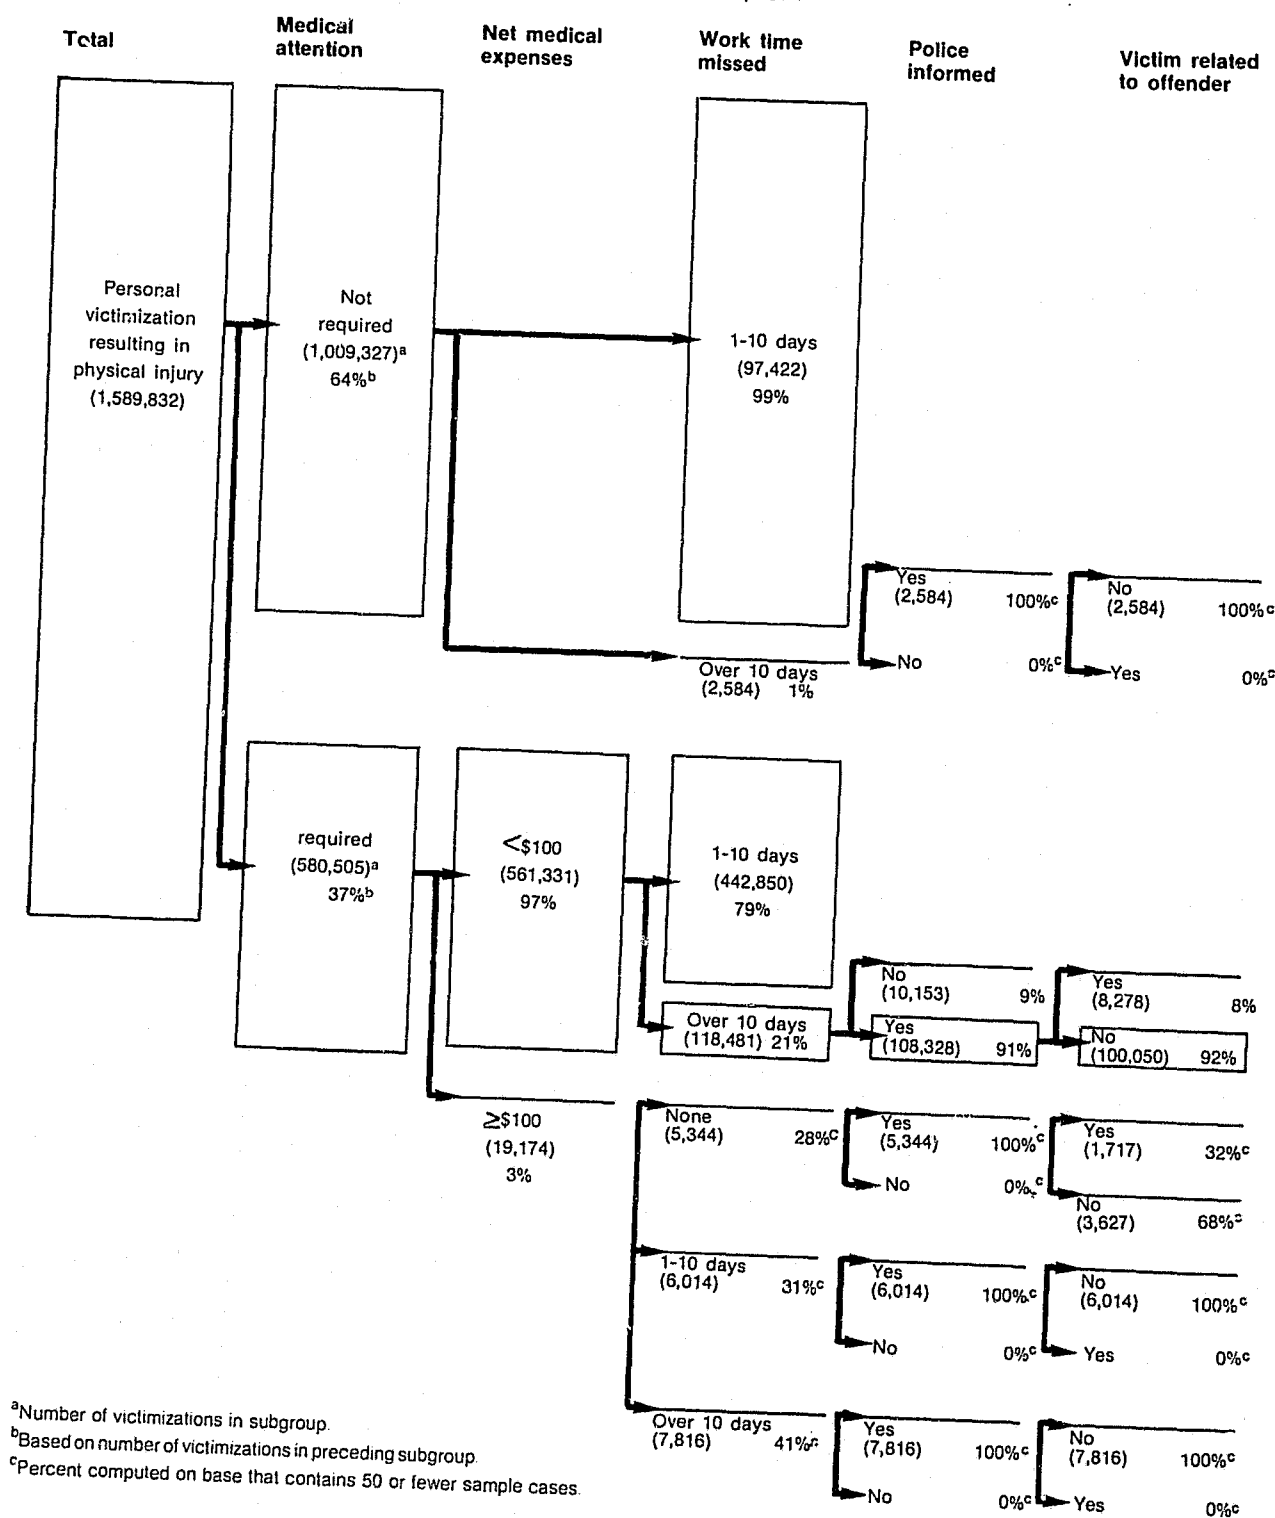 Total
Medical
attention
Net medical
expenses
Work time
missed
Police
informed
Victim related
to offender
Personal
victimization
resulting in
physical injury
(1,589,832)
Not
required
(1,009,327)a
64%b
1-10 days
(97,422)
99%
Over 10 days
(2,584) 1%
Yes
(2,584) 100%c
No 0%c
No
(2,584) 100%c
Yes 0%c
required
(580,505)a
37%b
<$100
(561,331)
97%
1-10 days
(442,850)
79%
Over 10 days
(118,481) 21%
No
(10,153) 9%
Yes
(108,328) 91%
Yes
(8,278) 8%
No
(100,050) 92%
≥$100
(19,174)
3%
None
(5,344) 28%c
Yes
(5,344) 100%c
No 0%c
Yes
(1,717) 32%c
No
(3,627) 68%c
1-10 days
(6,014) 31%c
Yes
(6,014) 100%c
No 0%c
No
(6,014) 100%c
Yes 0%c
Over 10 days
(7,816) 41%c
Yes
(7,816) 100%c
No 0%c
No
(7,816) 100%c
Yes 0%c
aNumber of victimizations in subgroup.
bBased on number of victimizations in preceding subgroup.
cPercent computed on base that contains 50 or fewer sample cases.